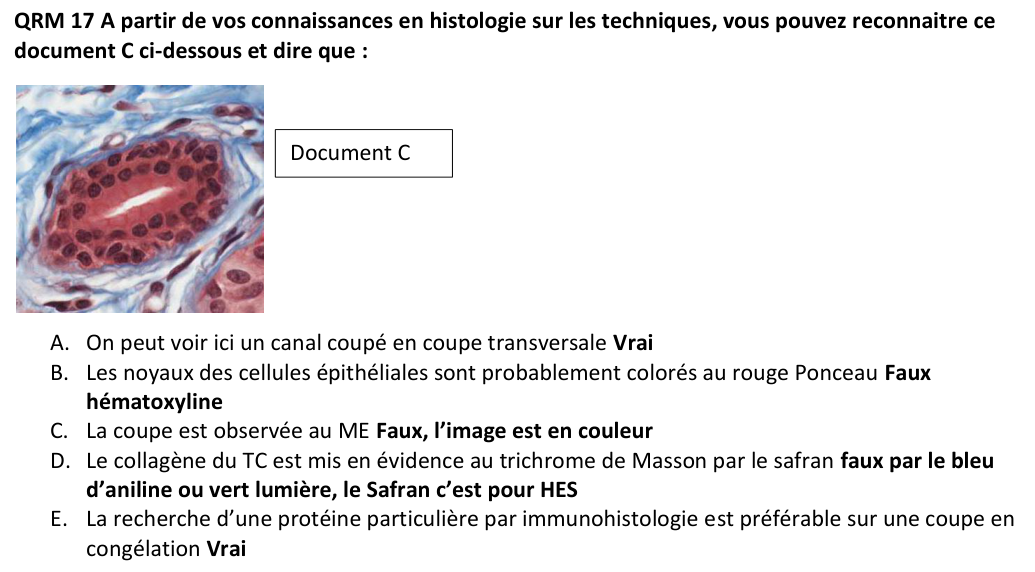 QRM 17 A partir de vos connaissances en histologie sur les techniques, vous pouvez reconnaitre ce
document C ci-dessous et dire que :
Document C
A. On peut voir ici un canal coupé en coupe transversale Vrai
B. Les noyaux des cellules épithéliales sont probablement colorés au rouge Ponceau Faux
hématoxyline
C. La coupe est observée au ME Faux, l’image est en couleur
D. Le collagène du TC est mis en évidence au trichrome de Masson par le safran faux par le bleu
d’aniline ou vert lumière, le Safran c’est pour HES
E. La recherche d’une protéine particulière par immunohistologie est préférable sur une coupe en
congélation Vrai